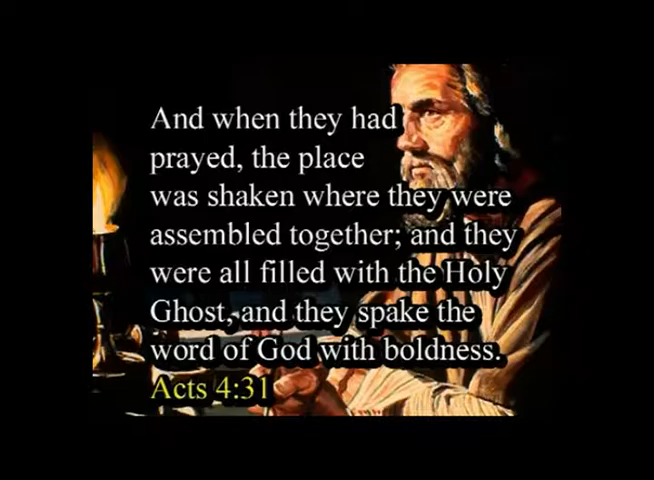 And when they had
prayed, the place
was shaken where they were
assembled together; and they
were all filled with the Holy
Ghost, and they spake the
word of God with boldness.
Acts 4:31